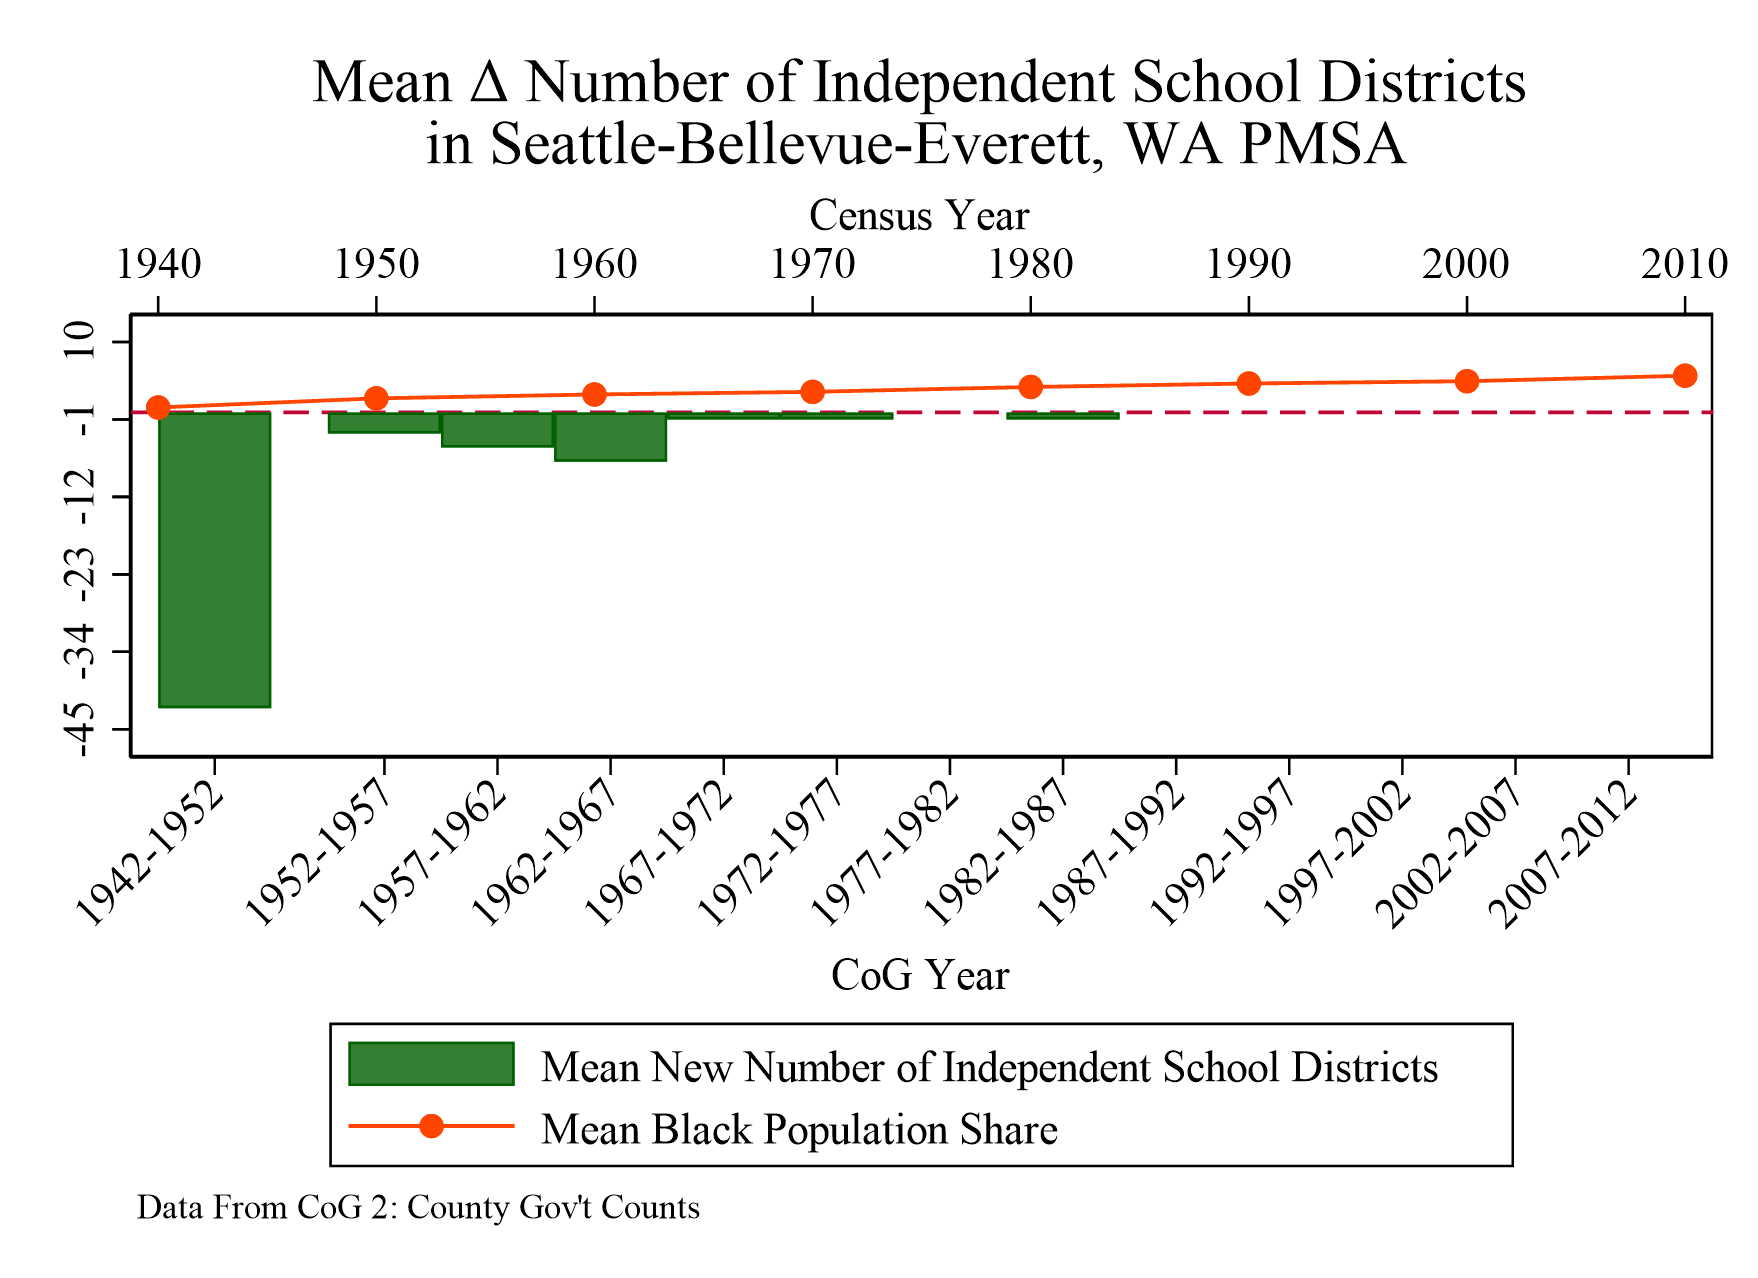 Mean Δ Number of Independent School Districts
in Seattle-Bellevue-Everett, WA PMSA
Census Year
1940 1950 1960 1970 1980 1990 2000 2010
10
-1
-12
-23
-34
-45
1942-1952 1952-1957 1957-1962 1962-1967 1967-1972 1972-1977 1977-1982 1982-1987 1987-1992 1992-1997 1997-2002 2002-2007 2007-2012
CoG Year
Mean New Number of Independent School Districts
Mean Black Population Share
Data From CoG 2: County Gov't Counts